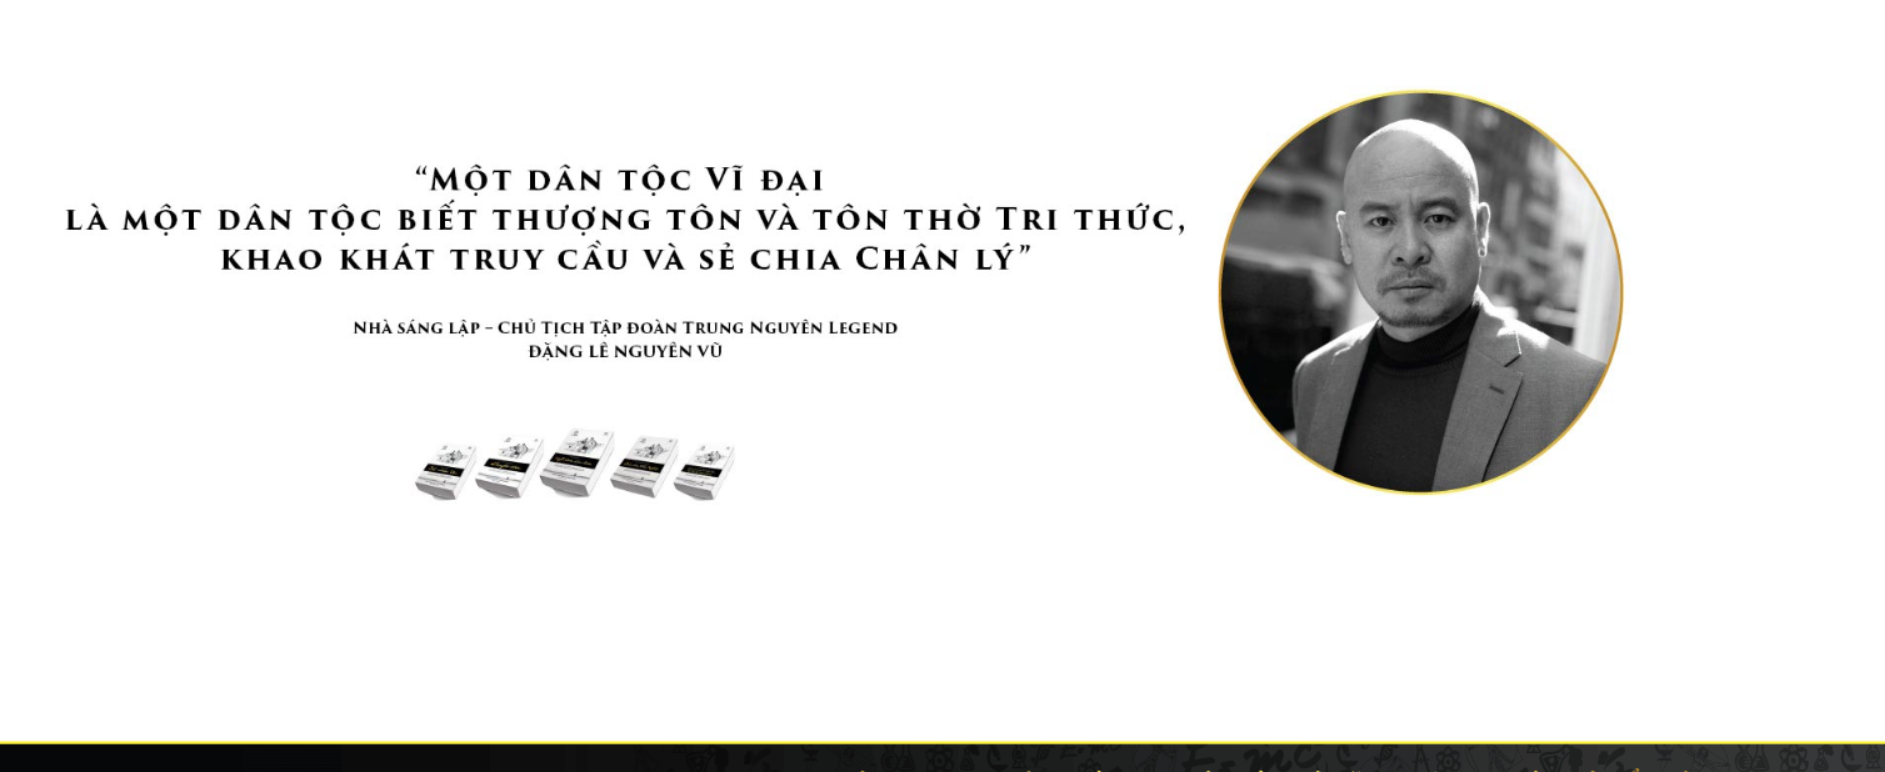 “Một dân tộc Vĩ đại
là một dân tộc biết thượng tôn và tôn thờ Tri thức,
khao khát truy cầu và sẻ chia Chân lý”
Nhà sáng lập – Chủ Tịch Tập đoàn Trung Nguyên Legend
Đặng Lê Nguyên Vũ